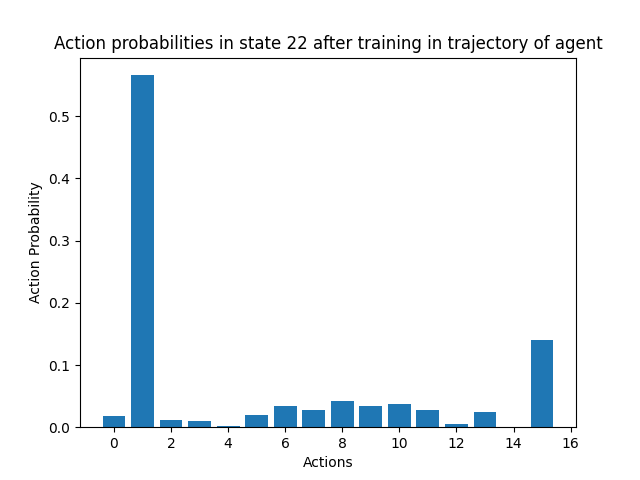 Action probabilities in state 22 after training in trajectory of agent
Action Probability
0.5
0.4
0.3
0.2
0.1
0.0
0 2 4 6 8 10 12 14 16
Actions